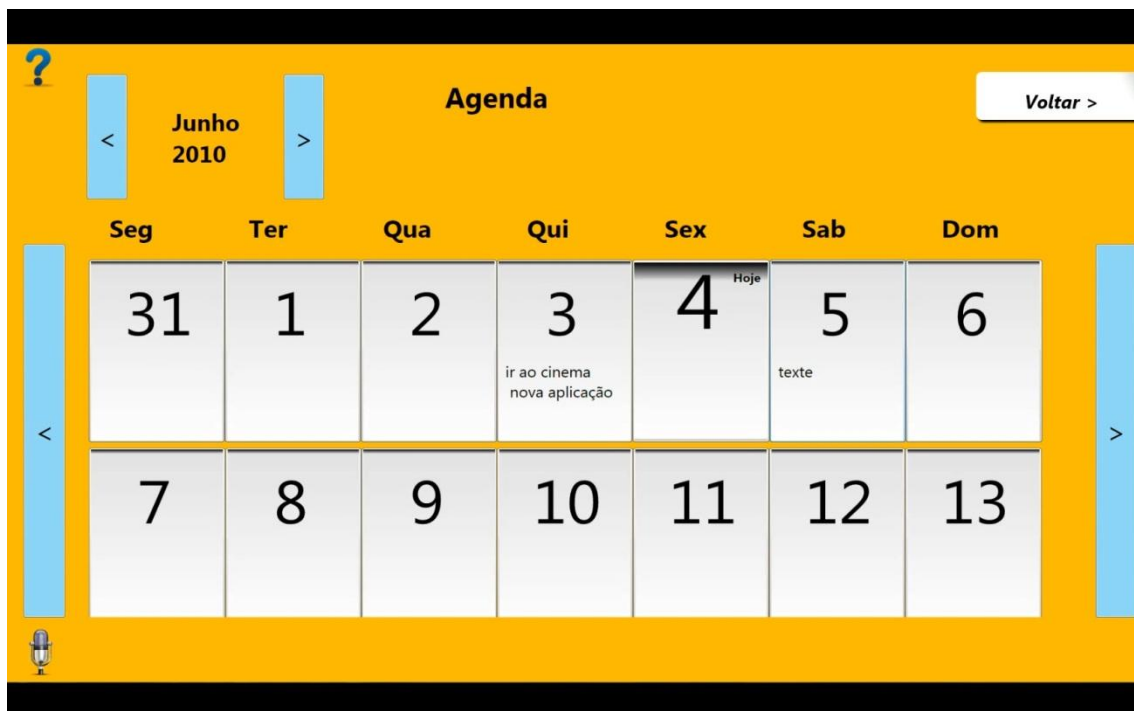 ?
Agenda
Voltar >
<
Junho
2010
>
Seg Ter Qua Qui Sex Sab Dom
31 1 2 3 4 Hoje 5 6
ir ao cinema texte
nova aplicação
< >
7 8 9 10 11 12 13